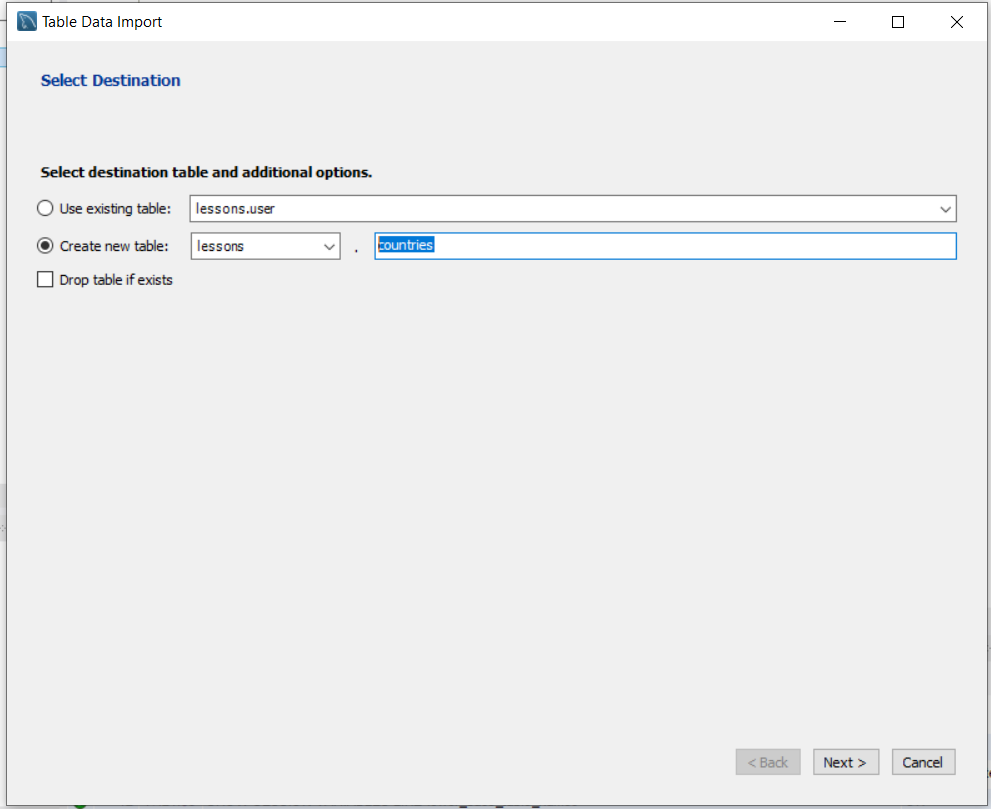 Table Data Import
Select Destination
Select destination table and additional options.
Use existing table: lessons.user
Create new table: lessons . countries
Drop table if exists
< Back Next > Cancel